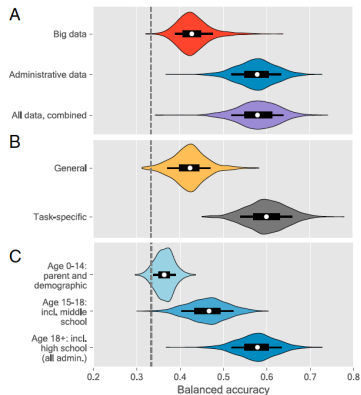 A
Big data
Administrative data
All data, combined
B
General
Task-specific
C
Age 0-14:
parent and
demographic
Age 15-18:
incl. middle
school
Age 18+: incl.
high school
(all admin.)
0.2 0.3 0.4 0.5 0.6 0.7 0.8
Balanced accuracy